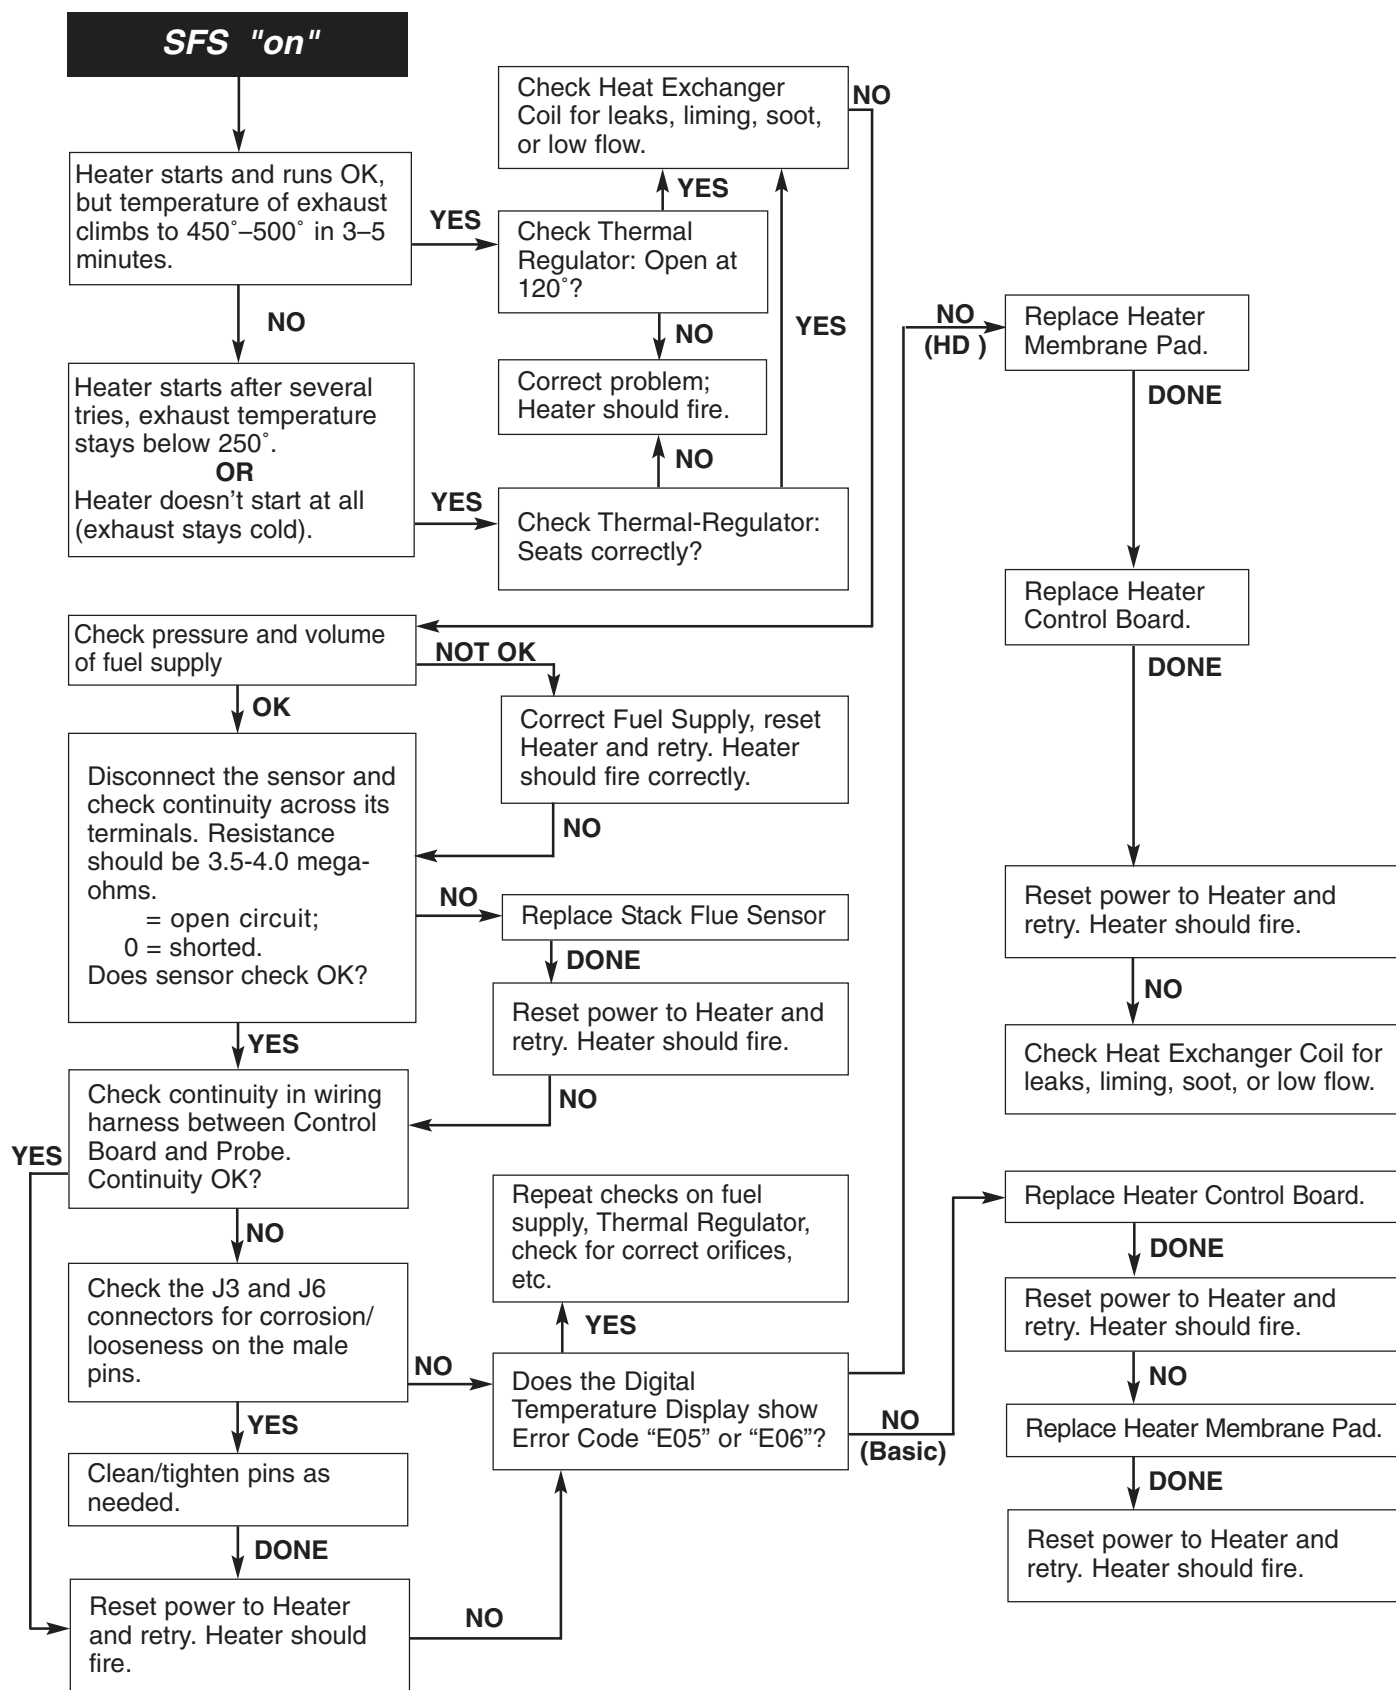 SFS "on"
Heater starts and runs OK,
but temperature of exhaust
climbs to 450˚–500˚ in 3–5
minutes.
YES
NO
Check Heat Exchanger
Coil for leaks, liming, soot,
or low flow.
NO
YES
Check Thermal
Regulator: Open at
120˚?
NO
YES
Correct problem;
Heater should fire.
NO
Heater starts after several
tries, exhaust temperature
stays below 250˚.
OR
Heater doesn't start at all
(exhaust stays cold).
YES
Check Thermal-Regulator:
Seats correctly?
Check pressure and volume
of fuel supply
NOT OK
OK
Correct Fuel Supply, reset
Heater and retry. Heater
should fire correctly.
NO
Disconnect the sensor and
check continuity across its
terminals. Resistance
should be 3.5-4.0 mega-
ohms.
= open circuit;
0 = shorted.
Does sensor check OK?
NO
YES
Replace Stack Flue Sensor
DONE
Reset power to Heater and
retry. Heater should fire.
NO
Check continuity in wiring
harness between Control
Board and Probe.
Continuity OK?
YES
NO
Check the J3 and J6
connectors for corrosion/
looseness on the male
pins.
NO
YES
Clean/tighten pins as
needed.
DONE
Reset power to Heater
and retry. Heater should
fire.
NO
Repeat checks on fuel
supply, Thermal Regulator,
check for correct orifices,
etc.
YES
Does the Digital
Temperature Display show
Error Code “E05” or “E06”?
NO
(HD )
NO
(Basic)
Replace Heater
Membrane Pad.
DONE
Replace Heater
Control Board.
DONE
Reset power to Heater and
retry. Heater should fire.
NO
Check Heat Exchanger Coil for
leaks, liming, soot, or low flow.
Replace Heater Control Board.
DONE
Reset power to Heater and
retry. Heater should fire.
NO
Replace Heater Membrane Pad.
DONE
Reset power to Heater and
retry. Heater should fire.